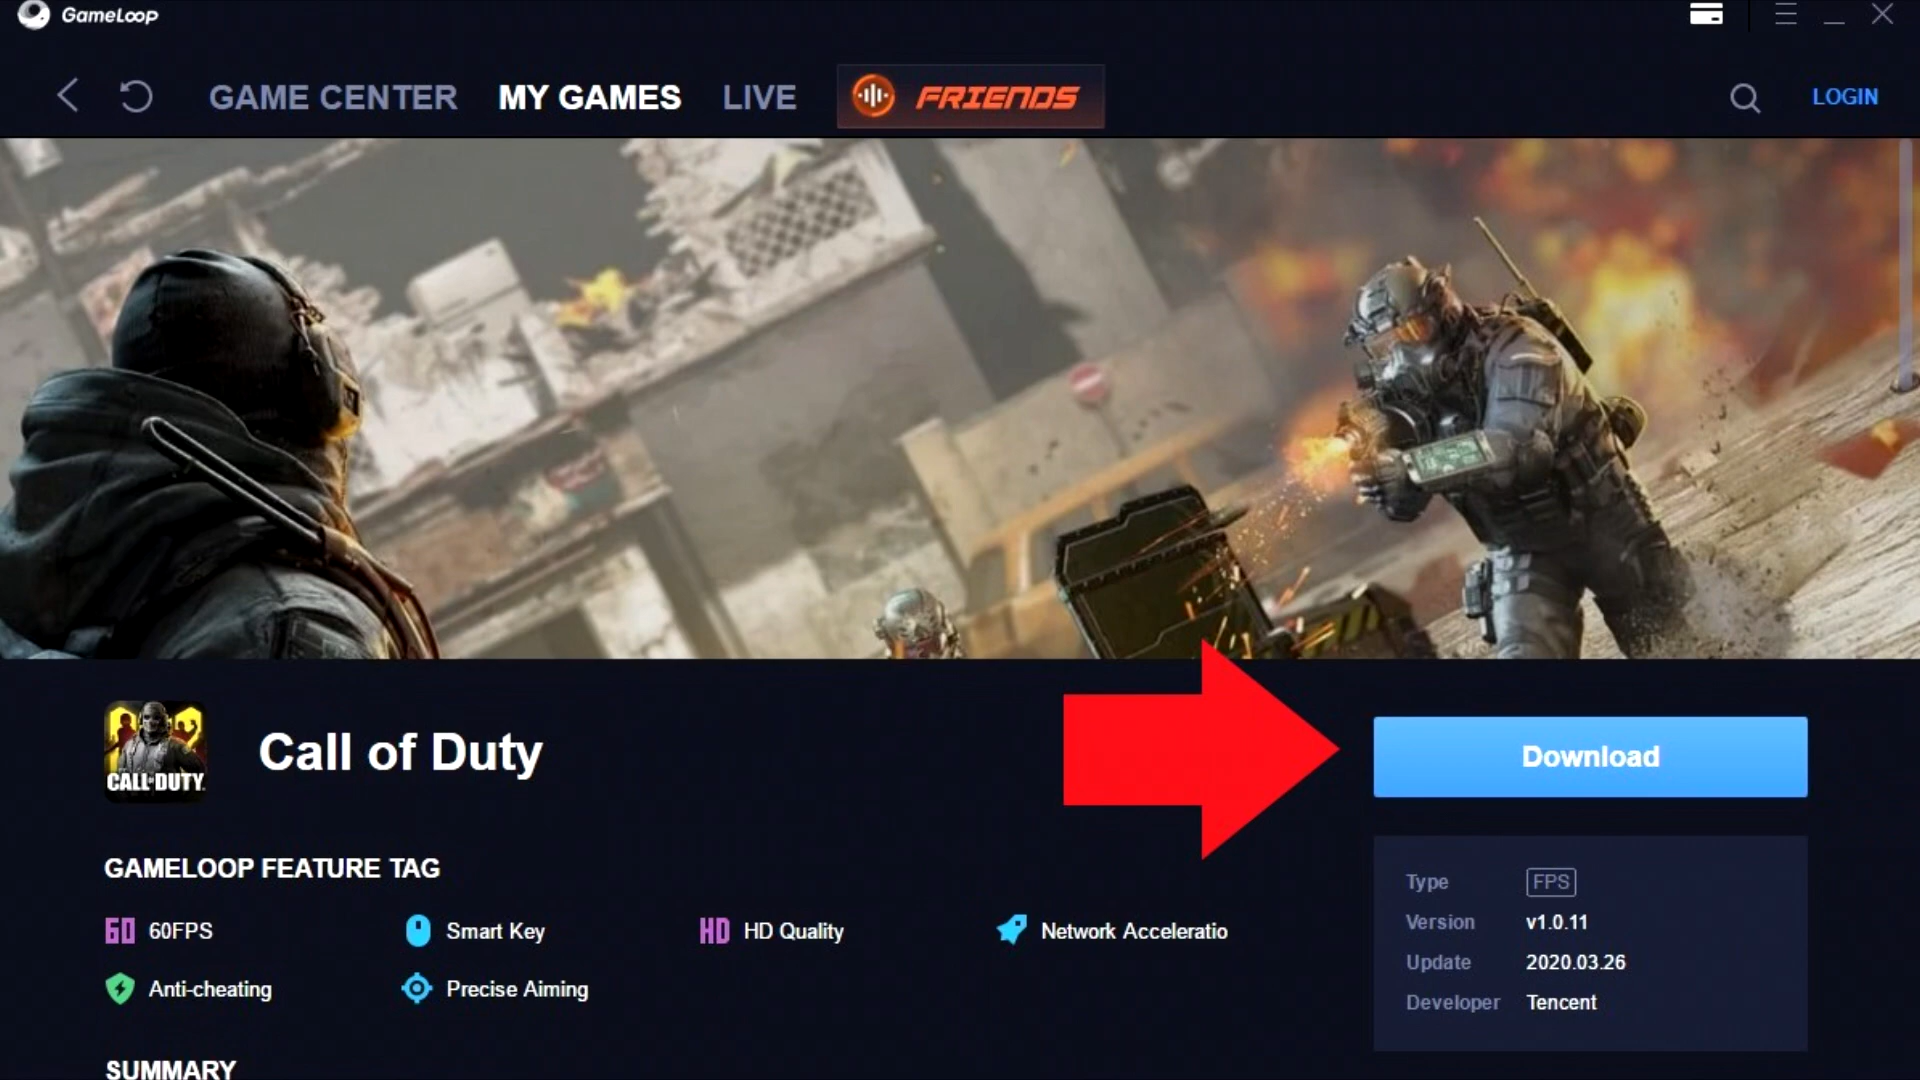 GameLoop
GAME CENTER MY GAMES LIVE FRIENDS LOGIN
CALL OF DUTY
Call of Duty
Download
GAMELOOP FEATURE TAG
60 60FPS Smart Key HD HD Quality Network Acceleratio
Anti-cheating Precise Aiming
Type FPS
Version v1.0.11
Update 2020.03.26
Developer Tencent
SUMMARY